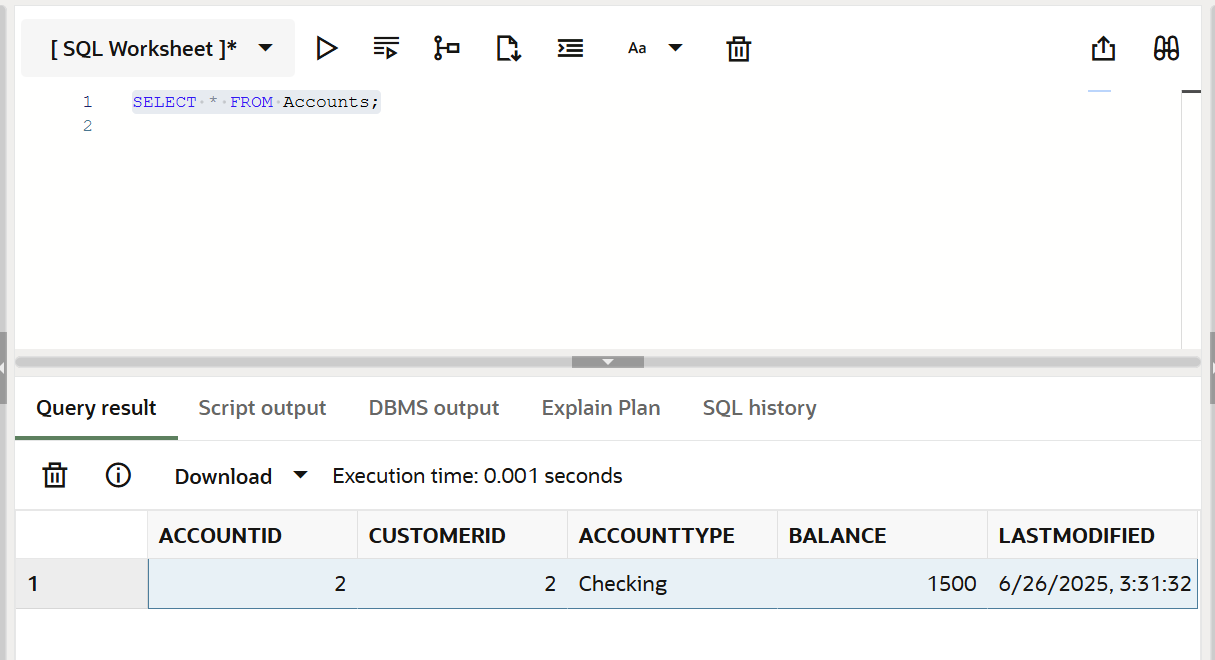 [ SQL Worksheet ]* Aa
1 SELECT * FROM Accounts;
2
Query result Script output DBMS output Explain Plan SQL history
Download Execution time: 0.001 seconds
ACCOUNTID CUSTOMERID ACCOUNTTYPE BALANCE LASTMODIFIED
1 2 2 Checking 1500 6/26/2025, 3:31:32